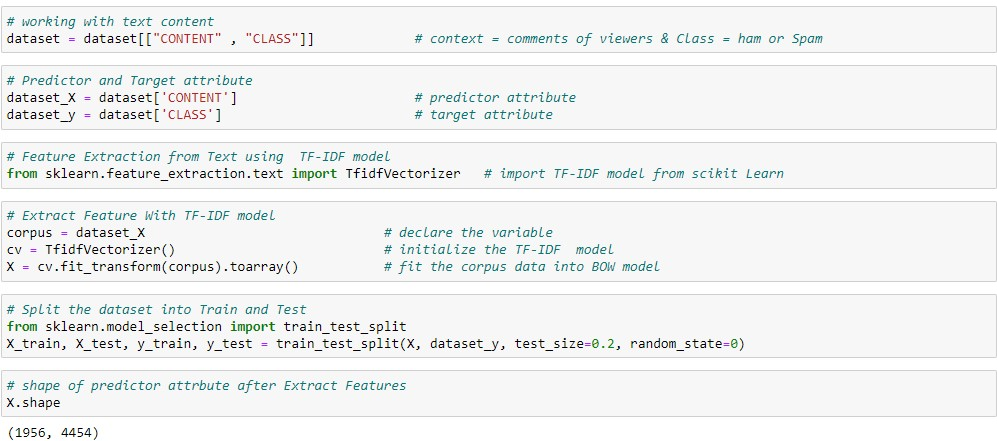 # working with text content
dataset = dataset[["CONTENT" , "CLASS"]] # context = comments of viewers & Class = ham or Spam
# Predictor and Target attribute
dataset_X = dataset['CONTENT'] # predictor attribute
dataset_y = dataset['CLASS'] # target attribute
# Feature Extraction from Text using TF-IDF model
from sklearn.feature_extraction.text import TfidfVectorizer # import TF-IDF model from scikit Learn
# Extract Feature With TF-IDF model
corpus = dataset_X # declare the variable
cv = TfidfVectorizer() # initialize the TF-IDF model
X = cv.fit_transform(corpus).toarray() # fit the corpus data into BOW model
# Split the dataset into Train and Test
from sklearn.model_selection import train_test_split
X_train, X_test, y_train, y_test = train_test_split(X, dataset_y, test_size=0.2, random_state=0)
# shape of predictor attrbute after Extract Features
X.shape
(1956, 4454)